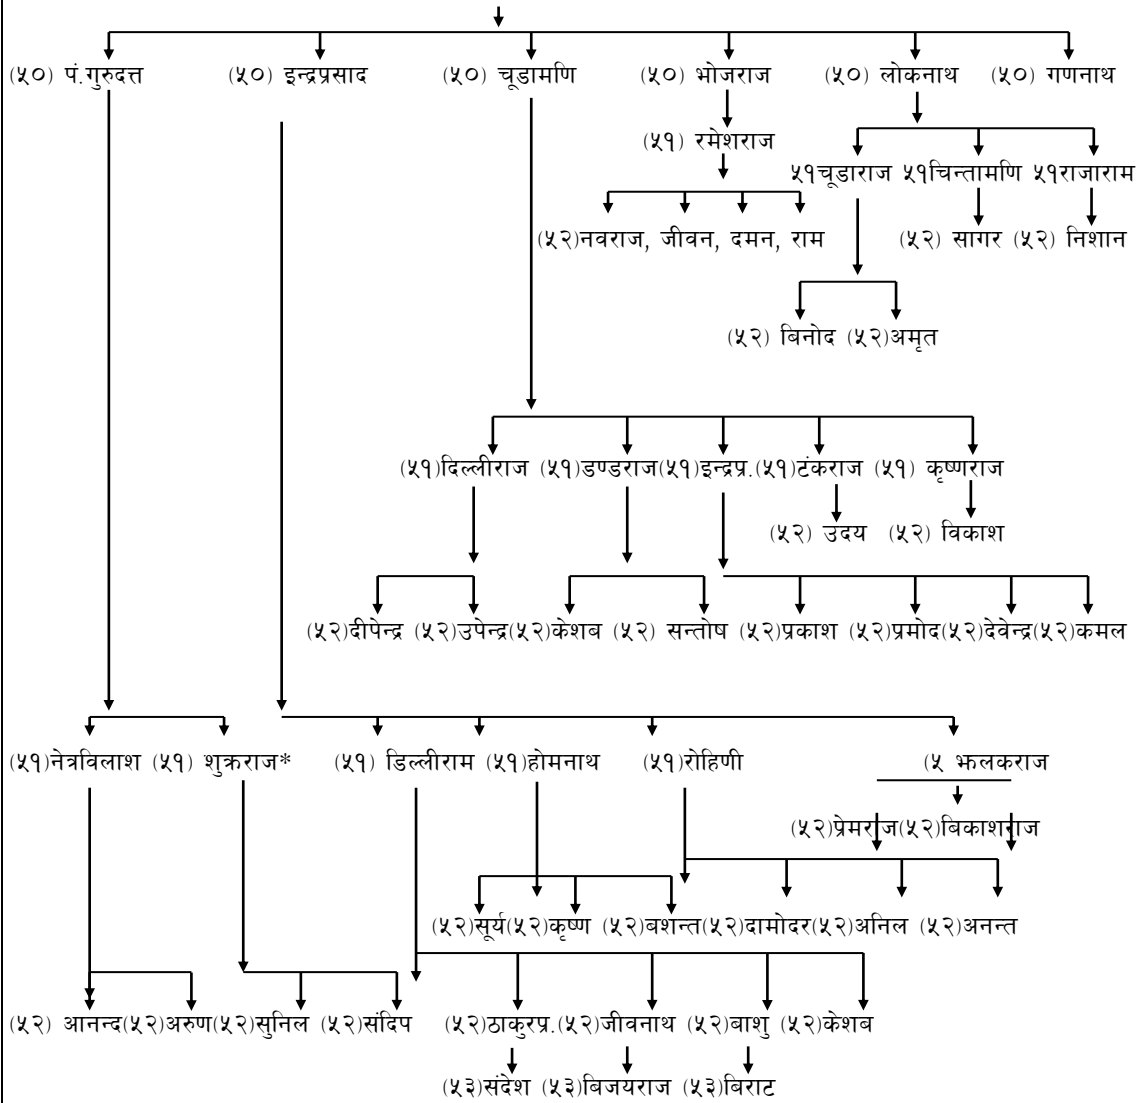 (५०) पं.गुरुदत्त (५०) इन्द्रप्रसाद (५०) चूडामणि (५०) भोजराज (५०) लोकनाथ (५०) गणनाथ
(५१) रमेशराज
५१चूडाराज ५१चिन्तामणि ५१राजाराम
(५२)नवराज, जीवन, दमन, राम (५२) सागर (५२) निशान
(५२) बिनोद (५२)अमृत
(५१)दिल्लीराज (५१)डण्डराज(५१)इन्द्रप्र.(५१)टंकराज (५१) कृष्णराज
(५२) उदय (५२) विकाश
(५२)दीपेन्द्र (५२)उपेन्द्र(५२)केशब (५२) सन्तोष (५२)प्रकाश (५२)प्रमोद(५२)देवेन्द्र(५२)कमल
(५१)नेत्रविलाश (५१) शुक्रराज* (५१) डिल्लीराम (५१)होमनाथ (५१)रोहिणी (५ झलकराज
(५२)प्रेमराज(५२)बिकाशराज
(५२)सूर्य(५२)कृष्ण (५२)बशन्त(५२)दामोदर(५२)अनिल (५२)अनन्त
(५२) आनन्द(५२)अरुण(५२)सुनिल (५२)संदिप (५२)ठाकुरप्र.(५२)जीवनाथ (५२)बाशु (५२)केशब
(५३)संदेश (५३)बिजयराज (५३)बिराट